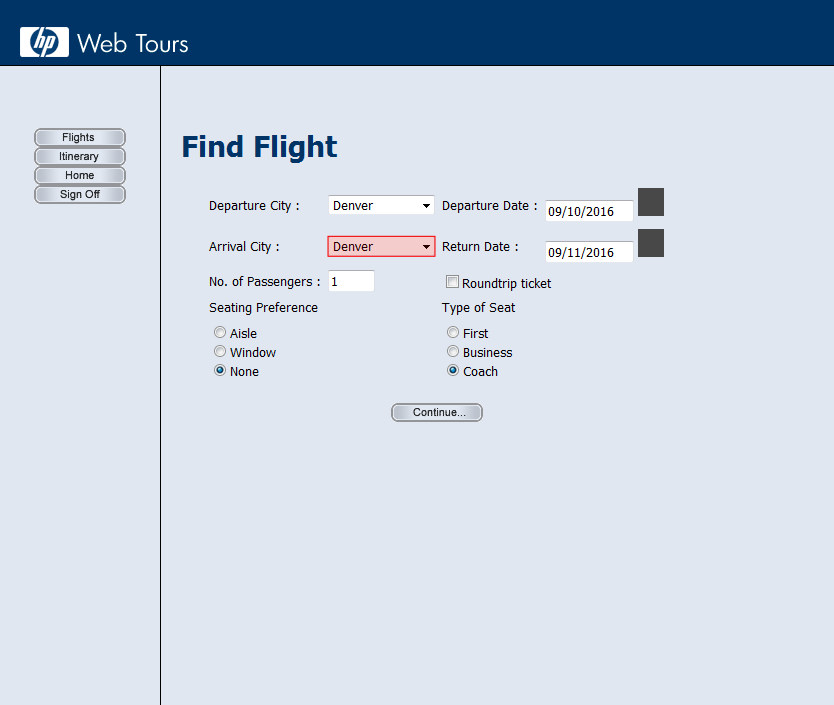 hp Web Tours
Flights
Itinerary
Home
Sign Off
Find Flight
Departure City : Denver Departure Date : 09/10/2016
Arrival City : Denver Return Date : 09/11/2016
No. of Passengers : 1 Roundtrip ticket
Seating Preference Type of Seat
Aisle First
Window Business
None Coach
Continue...